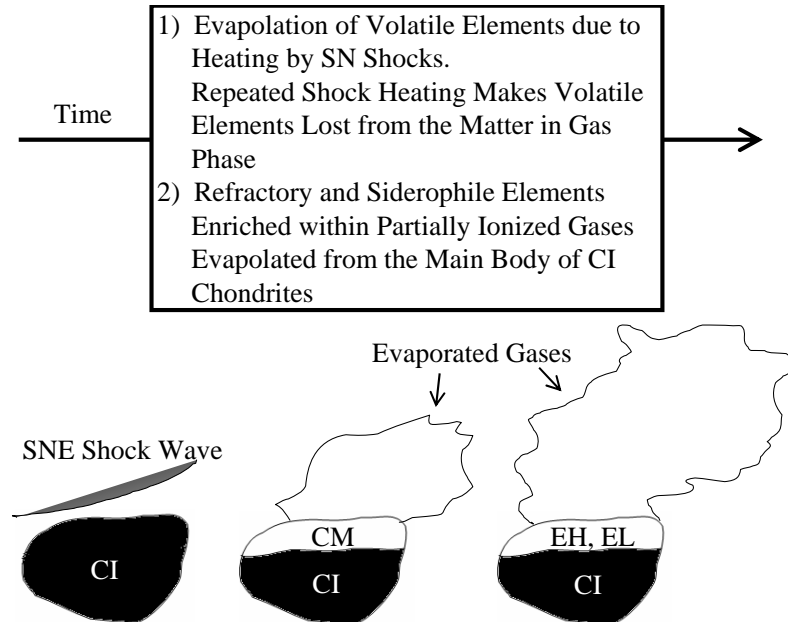 Time
1) Evapolation of Volatile Elements due to
Heating by SN Shocks.
Repeated Shock Heating Makes Volatile
Elements Lost from the Matter in Gas
Phase
2) Refractory and Siderophile Elements
Enriched within Partially Ionized Gases
Evapolated from the Main Body of CI
Chondrites
Evaporated Gases
SNE Shock Wave
CI
CM
CI
EH, EL
CI